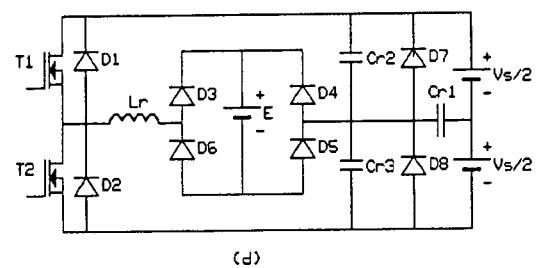 T1 D1 Cr2 D7 +
Lr D3 + D4 Cr1 Vs/2
E -
- +
T2 D2 D6 D5 Cr3 D8 Vs/2
-
(d)